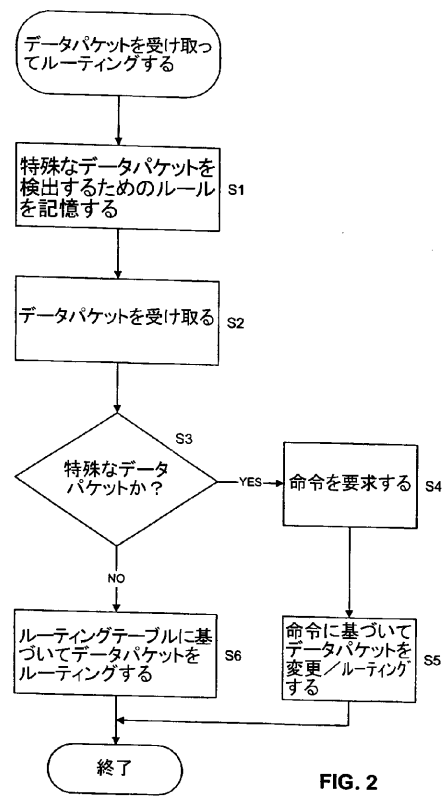 データパケットを受け取っ
てルーティングする
特殊なデータパケットを
検出するためのルール
を記憶する
S1
データパケットを受け取る
S2
S3
特殊なデータ
パケットか?
YES
命令を要求する
S4
NO
ルーティングテーブルに基
づいてデータパケットを
ルーティングする
S6
命令に基づいて
データパケットを
変更/ルーティング
する
S5
終了
FIG. 2